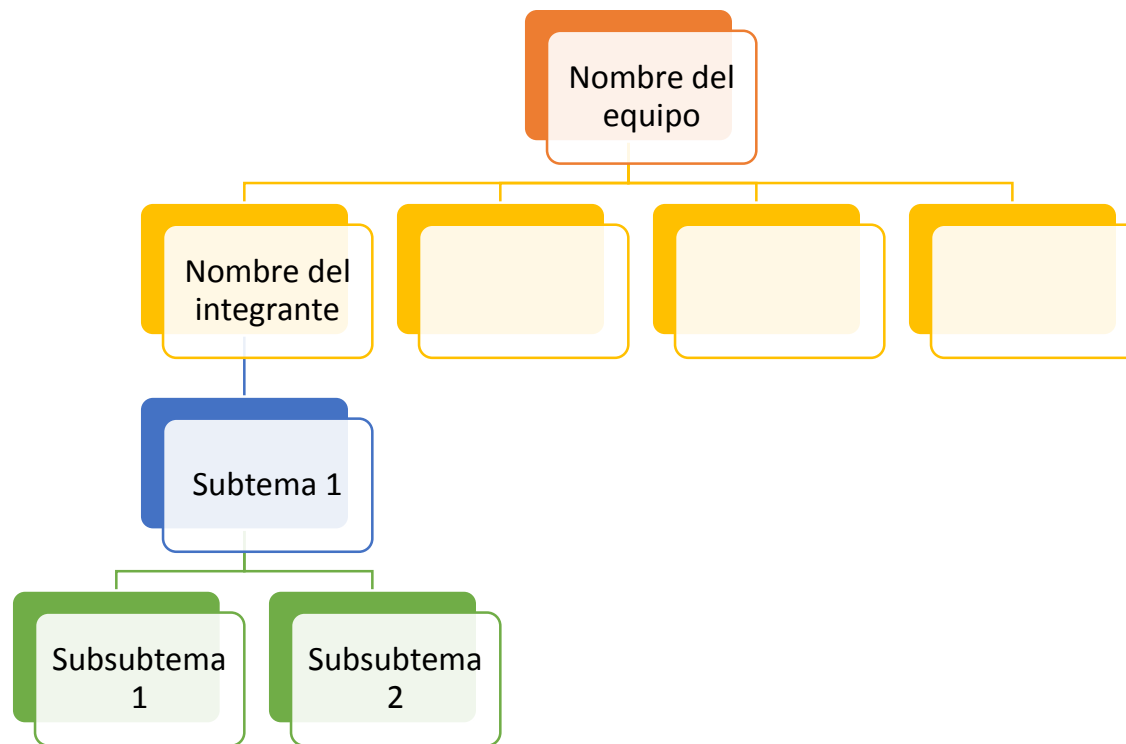 Nombre del
equipo
Nombre del
integrante
Subtema 1
Subsubtema
1
Subsubtema
2